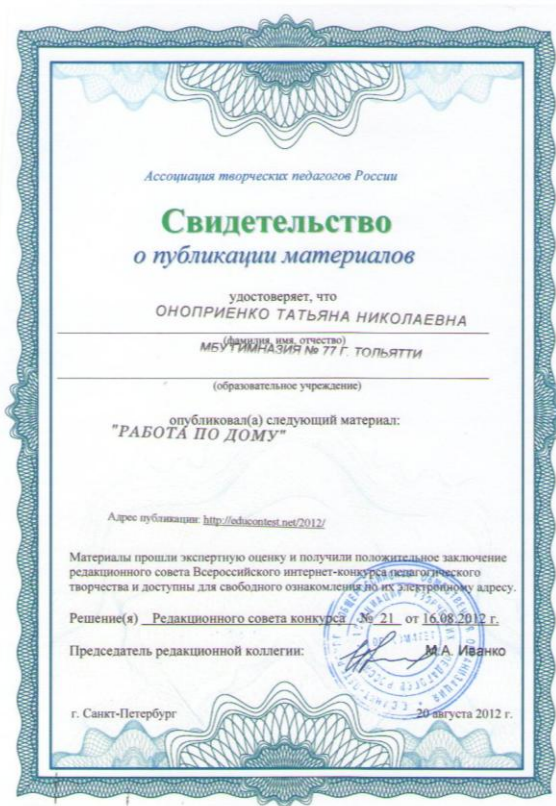 Ассоциация творческих педагогов России
Свидетельство
о публикации материалов
удостоверяет, что
ОНОПРИЕНКО ТАТЬЯНА НИКОЛАЕВНА
(фамилия, имя, отчество)
МБУ ГИМНАЗИЯ № 77 Г. ТОЛЬЯТТИ
(образовательное учреждение)
опубликовал(а) следующий материал:
"РАБОТА ПО ДОМУ"
Адрес публикации: http://educontest.net/2012/
Материалы прошли экспертную оценку и получили положительное заключение
редакционного совета Всероссийского интернет-конкурса педагогического
творчества и доступны для свободного ознакомления по их электронному адресу.
Решение(я) Редакционного совета конкурса № 21 от 16.08.2012 г.
Председатель редакционной коллегии: М.А. Иванко
г. Санкт-Петербург 20 августа 2012 г.